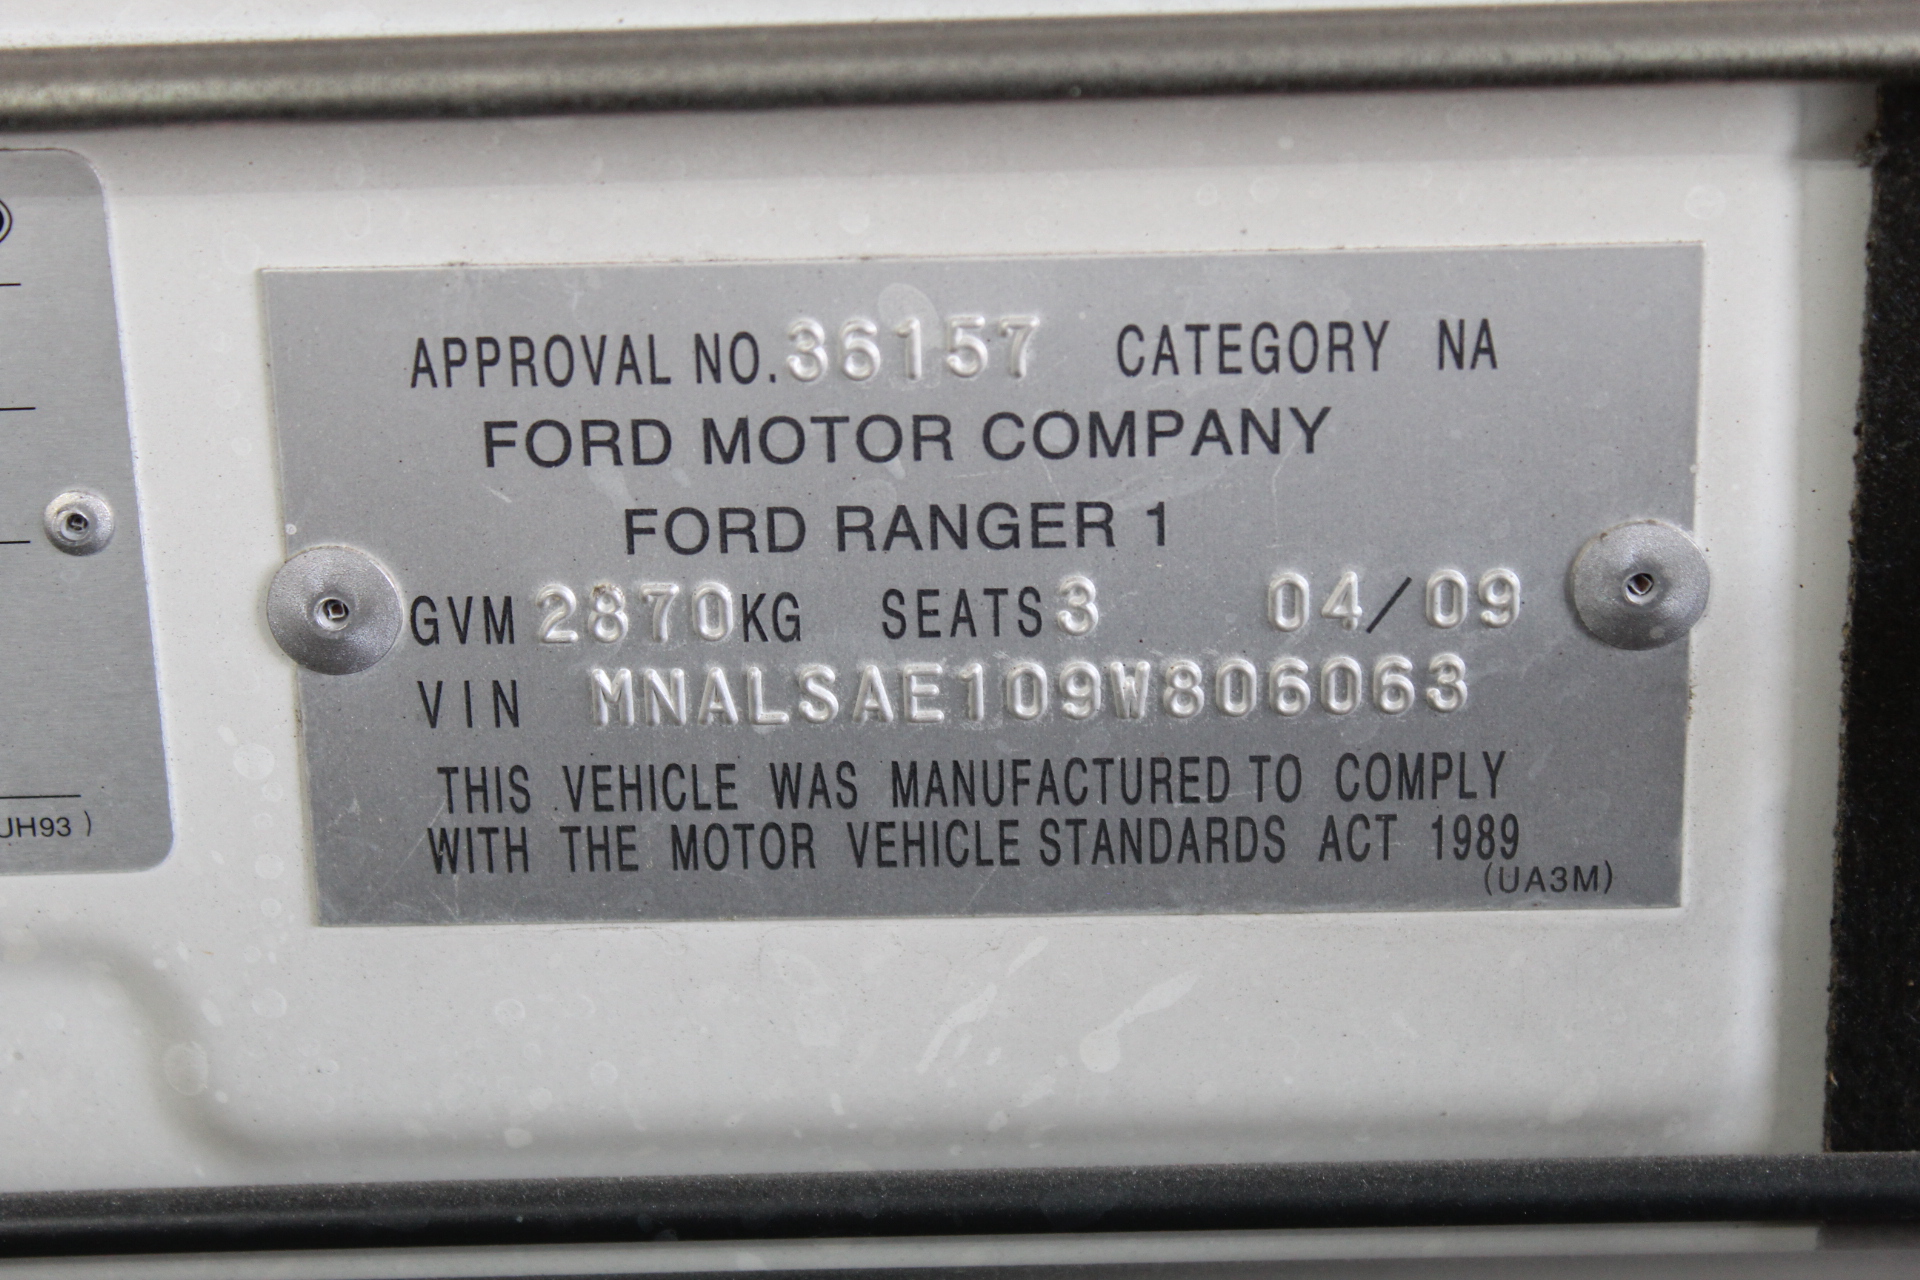 APPROVAL NO. 36157 CATEGORY NA
FORD MOTOR COMPANY
FORD RANGER 1
GVM 2870KG SEATS 3 04/09
VIN MNALSAE109W806063
THIS VEHICLE WAS MANUFACTURED TO COMPLY
WITH THE MOTOR VEHICLE STANDARDS ACT 1989
(UA3M)
UH93 )